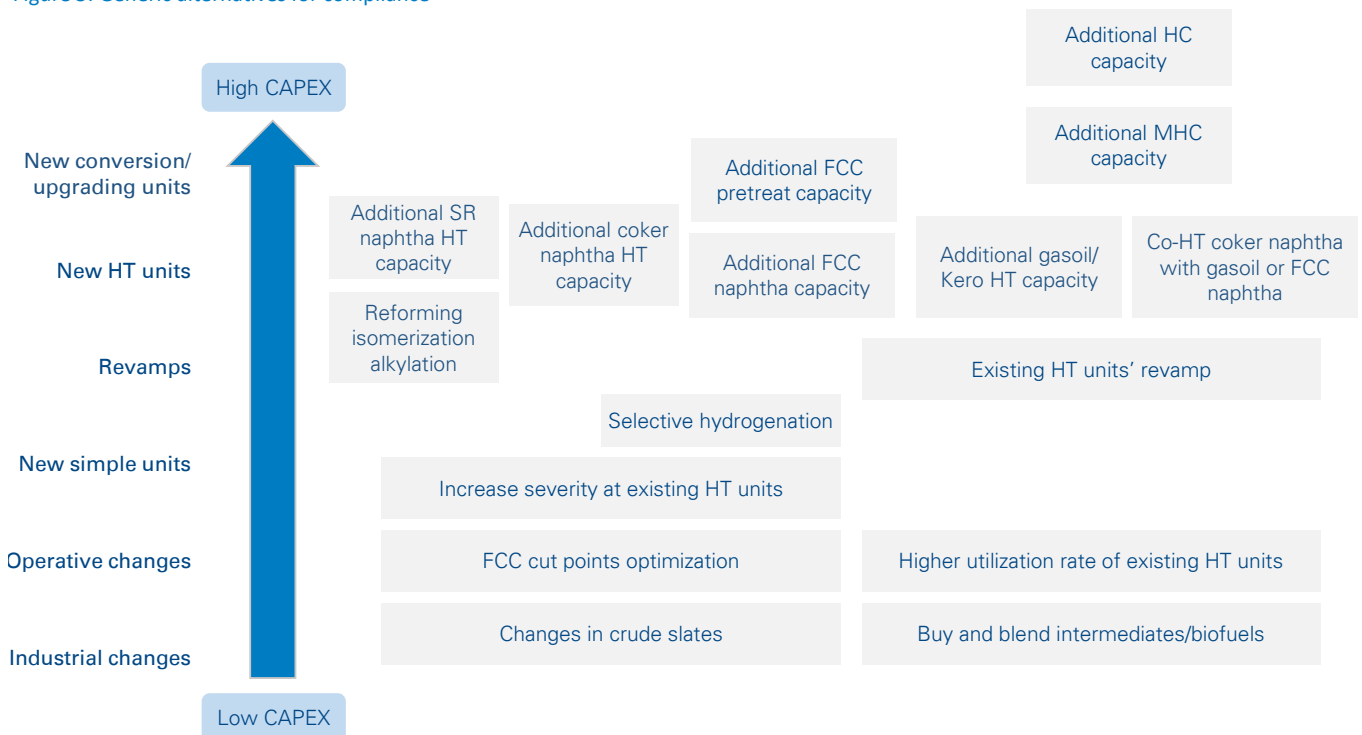 High CAPEX
New conversion/
upgrading units
New HT units
Revamps
New simple units
Operative changes
Industrial changes
Low CAPEX
Additional HC
capacity
Additional MHC
capacity
Additional FCC
pretreat capacity
Additional SR
naphtha HT
capacity
Additional coker
naphtha HT
capacity
Additional FCC
naphtha capacity
Additional gasoil/
Kero HT capacity
Co-HT coker naphtha
with gasoil or FCC
naphtha
Reforming
isomerization
alkylation
Existing HT units' revamp
Selective hydrogenation
Increase severity at existing HT units
FCC cut points optimization
Higher utilization rate of existing HT units
Changes in crude slates
Buy and blend intermediates/biofuels